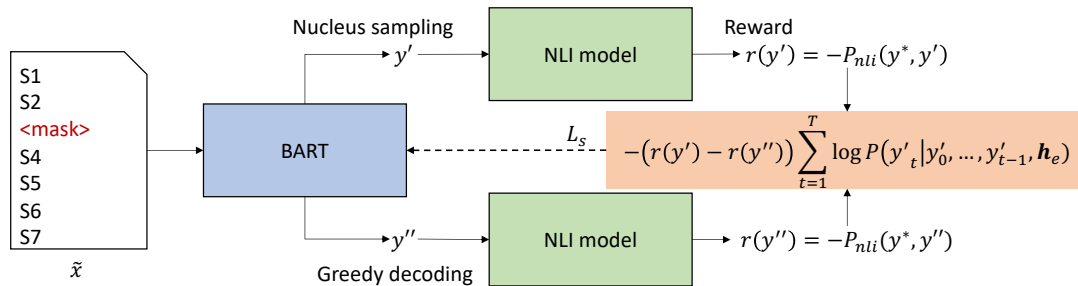 S1
S2
<mask>
S4
S5
S6
S7
x̃
BART
Nucleus sampling
y′
NLI model
Reward
r(y′) = −P_nli(y*, y′)
L_s
−(r(y′) − r(y′′)) ∑_{t=1}^{T} log P(y′_t|y′_0, …, y′_{t−1}, h_e)
y′′
Greedy decoding
NLI model
r(y′′) = −P_nli(y*, y′′)